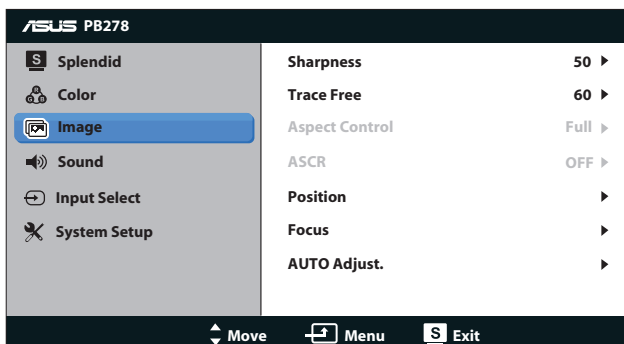 ASUS PB278
S Splendid
Color
Image
Sound
Input Select
System Setup
Sharpness 50
Trace Free 60
Aspect Control Full
ASCR OFF
Position
Focus
AUTO Adjust.
Move Menu S Exit